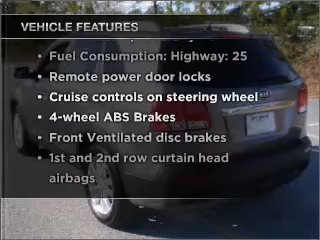 VEHICLE FEATURES
• Fuel Consumption: Highway: 25
• Remote power door locks
• Cruise controls on steering wheel
• 4-wheel ABS Brakes
• Front Ventilated disc brakes
• 1st and 2nd row curtain head
airbags